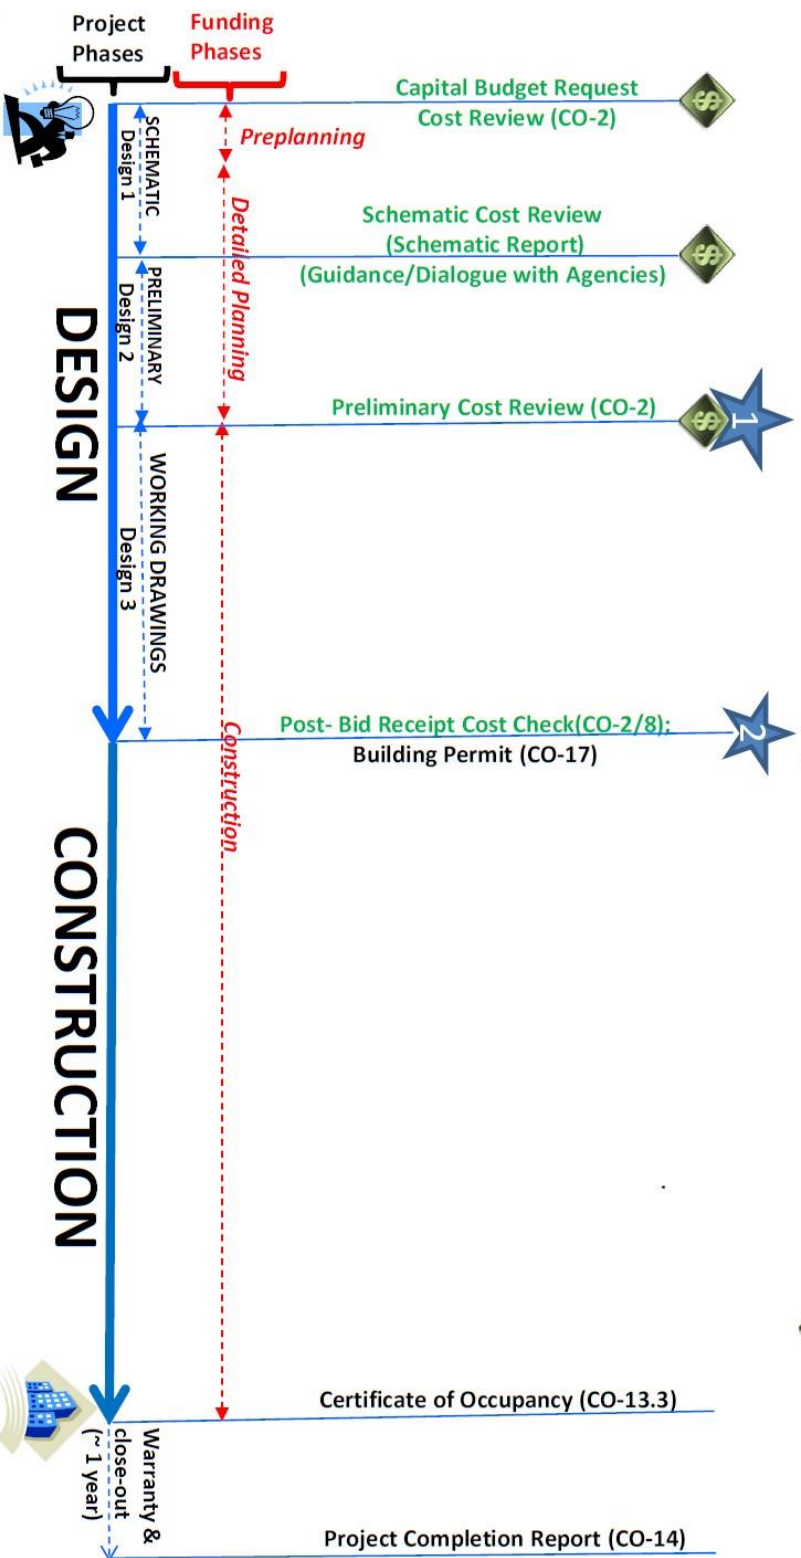 Project
Phases
Funding
Phases
Capital Budget Request
Cost Review (CO-2)
$
SCHEMATIC
Design 1
Preplanning
Schematic Cost Review
(Schematic Report)
(Guidance/Dialogue with Agencies)
$
Detailed Planning
PRELIMINARY
Design 2
DESIGN
Preliminary Cost Review (CO-2)
$
1
WORKING DRAWINGS
Design 3
Post- Bid Receipt Cost Check(CO-2/8);
Building Permit (CO-17)
2
Construction
CONSTRUCTION
Certificate of Occupancy (CO-13.3)
Warranty &
close-out
(~ 1 year)
Project Completion Report (CO-14)